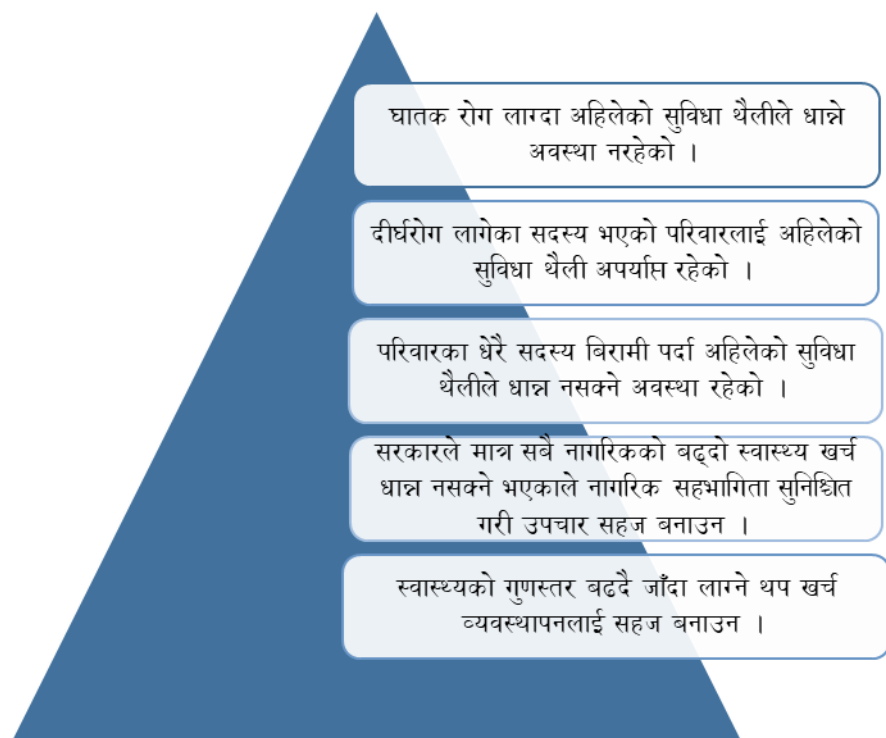 घातक रोग लाग्दा अहिलेको सुविधा थैलीले धान्ने
अवस्था नरहेको ।
दीर्घरोग लागेका सदस्य भएको परिवारलाई अहिलेको
सुविधा थैली अपर्याप्त रहेको ।
परिवारका धेरै सदस्य बिरामी पर्दा अहिलेको सुविधा
थैलीले धान्न नसक्ने अवस्था रहेको ।
सरकारले मात्र सबै नागरिकको बढ्दो स्वास्थ्य खर्च
धान्न नसक्ने भएकाले नागरिक सहभागिता सुनिश्चित
गरी उपचार सहज बनाउन ।
स्वास्थ्यको गुणस्तर बढदै जाँदा लाग्ने थप खर्च
व्यवस्थापनलाई सहज बनाउन ।